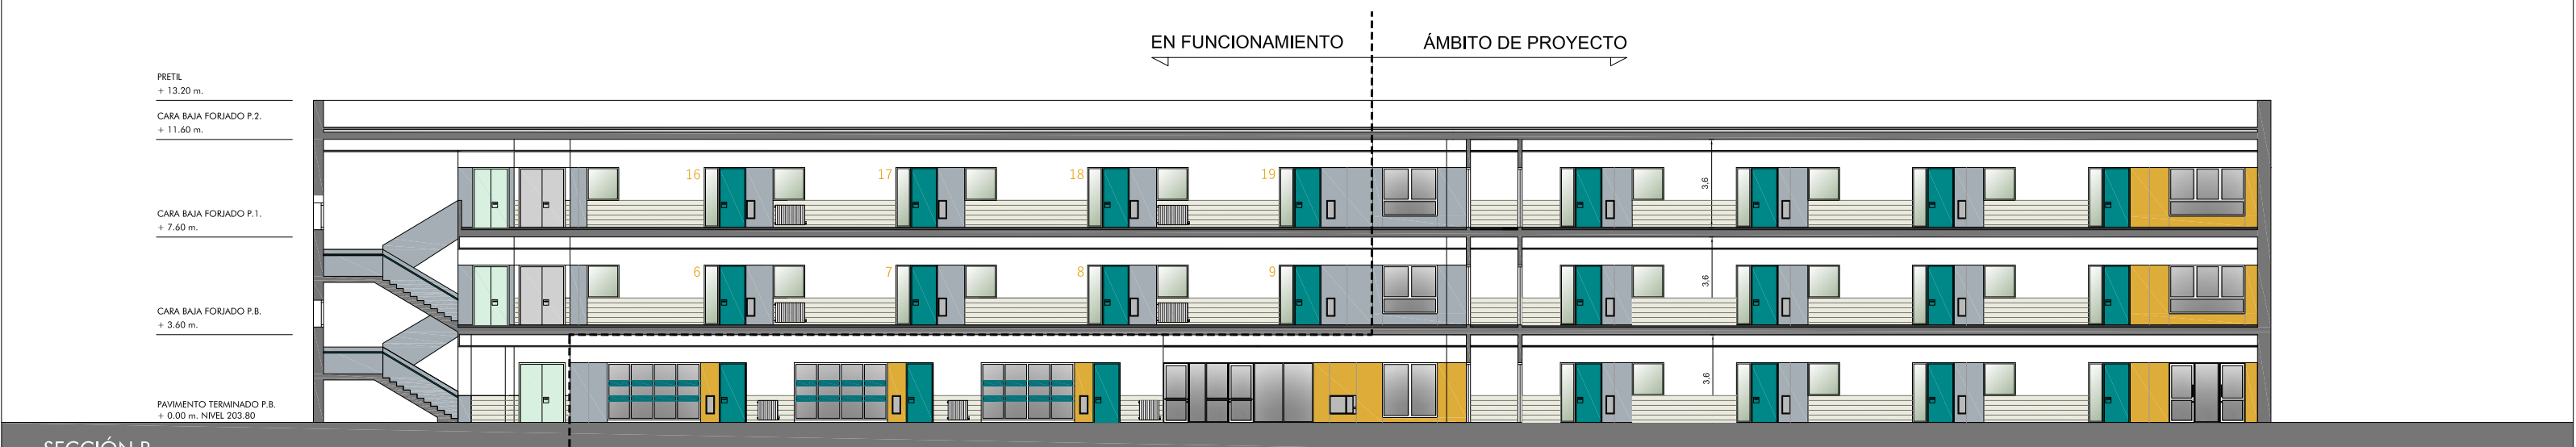 EN FUNCIONAMIENTO
ÁMBITO DE PROYECTO
PRETIL
+ 13.20 m.
CARA BAJA FORJADO P.2.
+ 11.60 m.
16
17
18
19
3,6
CARA BAJA FORJADO P.1.
+ 7.60 m.
6
7
8
9
3,6
CARA BAJA FORJADO P.B.
+ 3.60 m.
3,6
PAVIMENTO TERMINADO P.B.
+ 0.00 m. NIVEL 203.80
SECCIÓN